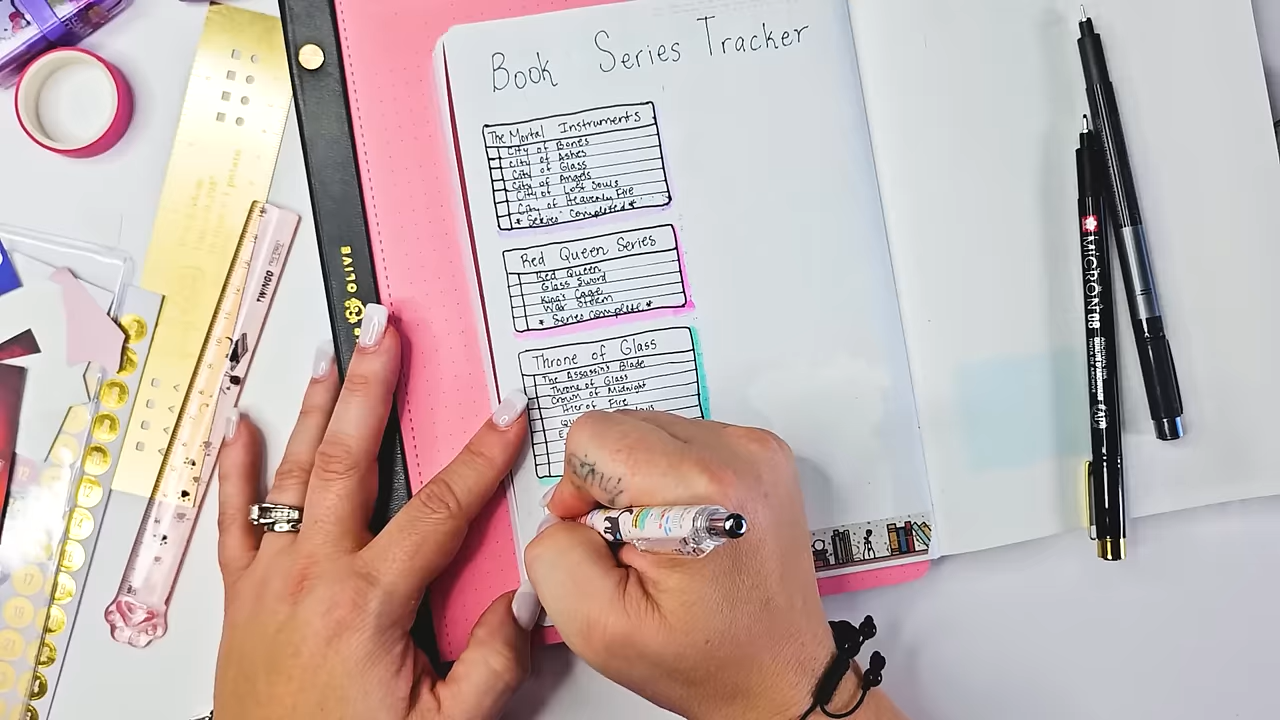 Book Series Tracker
The Mortal Instruments
City of Bones
City of Ashes
City of Glass
City of Angels
City of Lost Souls
City of Heavenly Fire
* Series Completed *
Red Queen Series
Red Queen
Glass Sword
King's Cage
War Storm
* Series Complete *
Throne of Glass
The Assassin's Blade
Throne of Glass
Crown of Midnight
Hier of Fire
OLIVE
TWINGO
MICRON 08